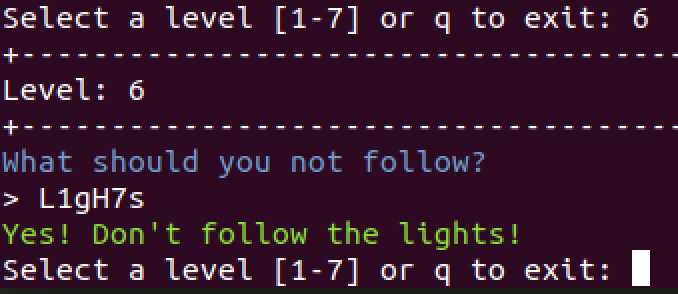 Select a level [1-7] or q to exit: 6
+-------------------------------------
Level: 6
+-------------------------------------
What should you not follow?
> L1gH7s
Yes! Don't follow the lights!
Select a level [1-7] or q to exit: